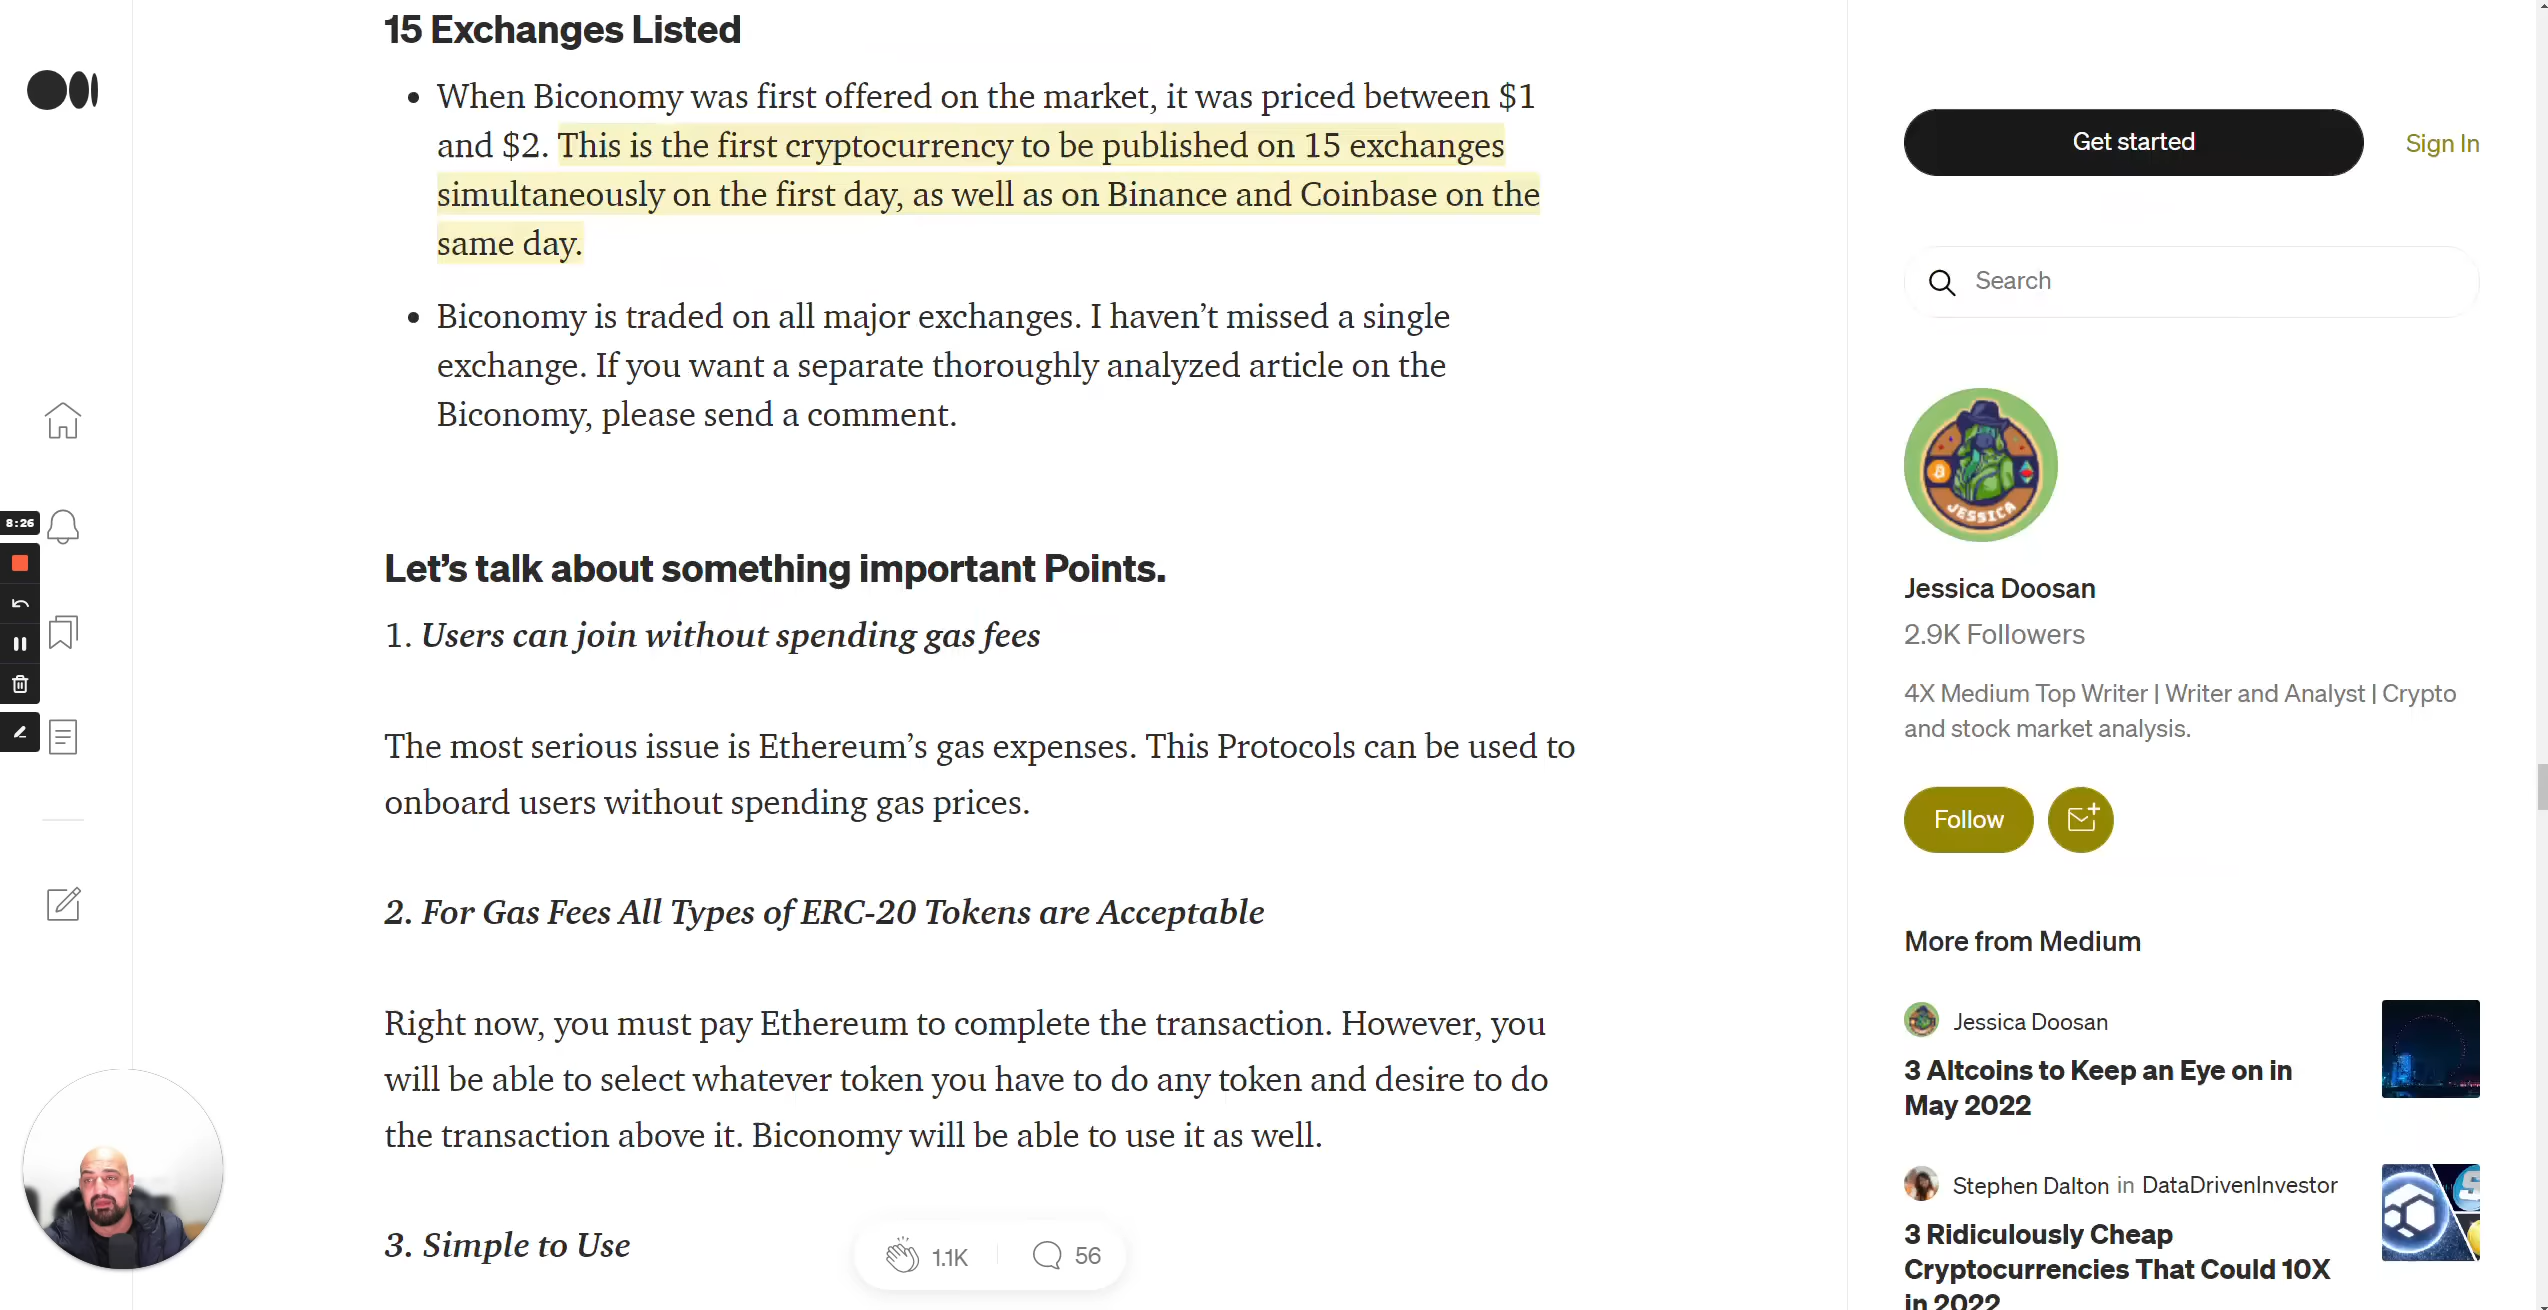 15 Exchanges Listed
When Biconomy was first offered on the market, it was priced between $1
and $2. This is the first cryptocurrency to be published on 15 exchanges
simultaneously on the first day, as well as on Binance and Coinbase on the
same day.
Biconomy is traded on all major exchanges. I haven’t missed a single
exchange. If you want a separate thoroughly analyzed article on the
Biconomy, please send a comment.
Let’s talk about something important Points.
1. Users can join without spending gas fees
The most serious issue is Ethereum’s gas expenses. This Protocols can be used to
onboard users without spending gas prices.
2. For Gas Fees All Types of ERC-20 Tokens are Acceptable
Right now, you must pay Ethereum to complete the transaction. However, you
will be able to select whatever token you have to do any token and desire to do
the transaction above it. Biconomy will be able to use it as well.
3. Simple to Use
1.1K
56
8:26
Get started
Sign In
Search
JESSICA
Jessica Doosan
2.9K Followers
4X Medium Top Writer | Writer and Analyst | Crypto
and stock market analysis.
Follow
More from Medium
Jessica Doosan
3 Altcoins to Keep an Eye on in
May 2022
Stephen Dalton in DataDrivenInvestor
3 Ridiculously Cheap
Cryptocurrencies That Could 10X
in 2022